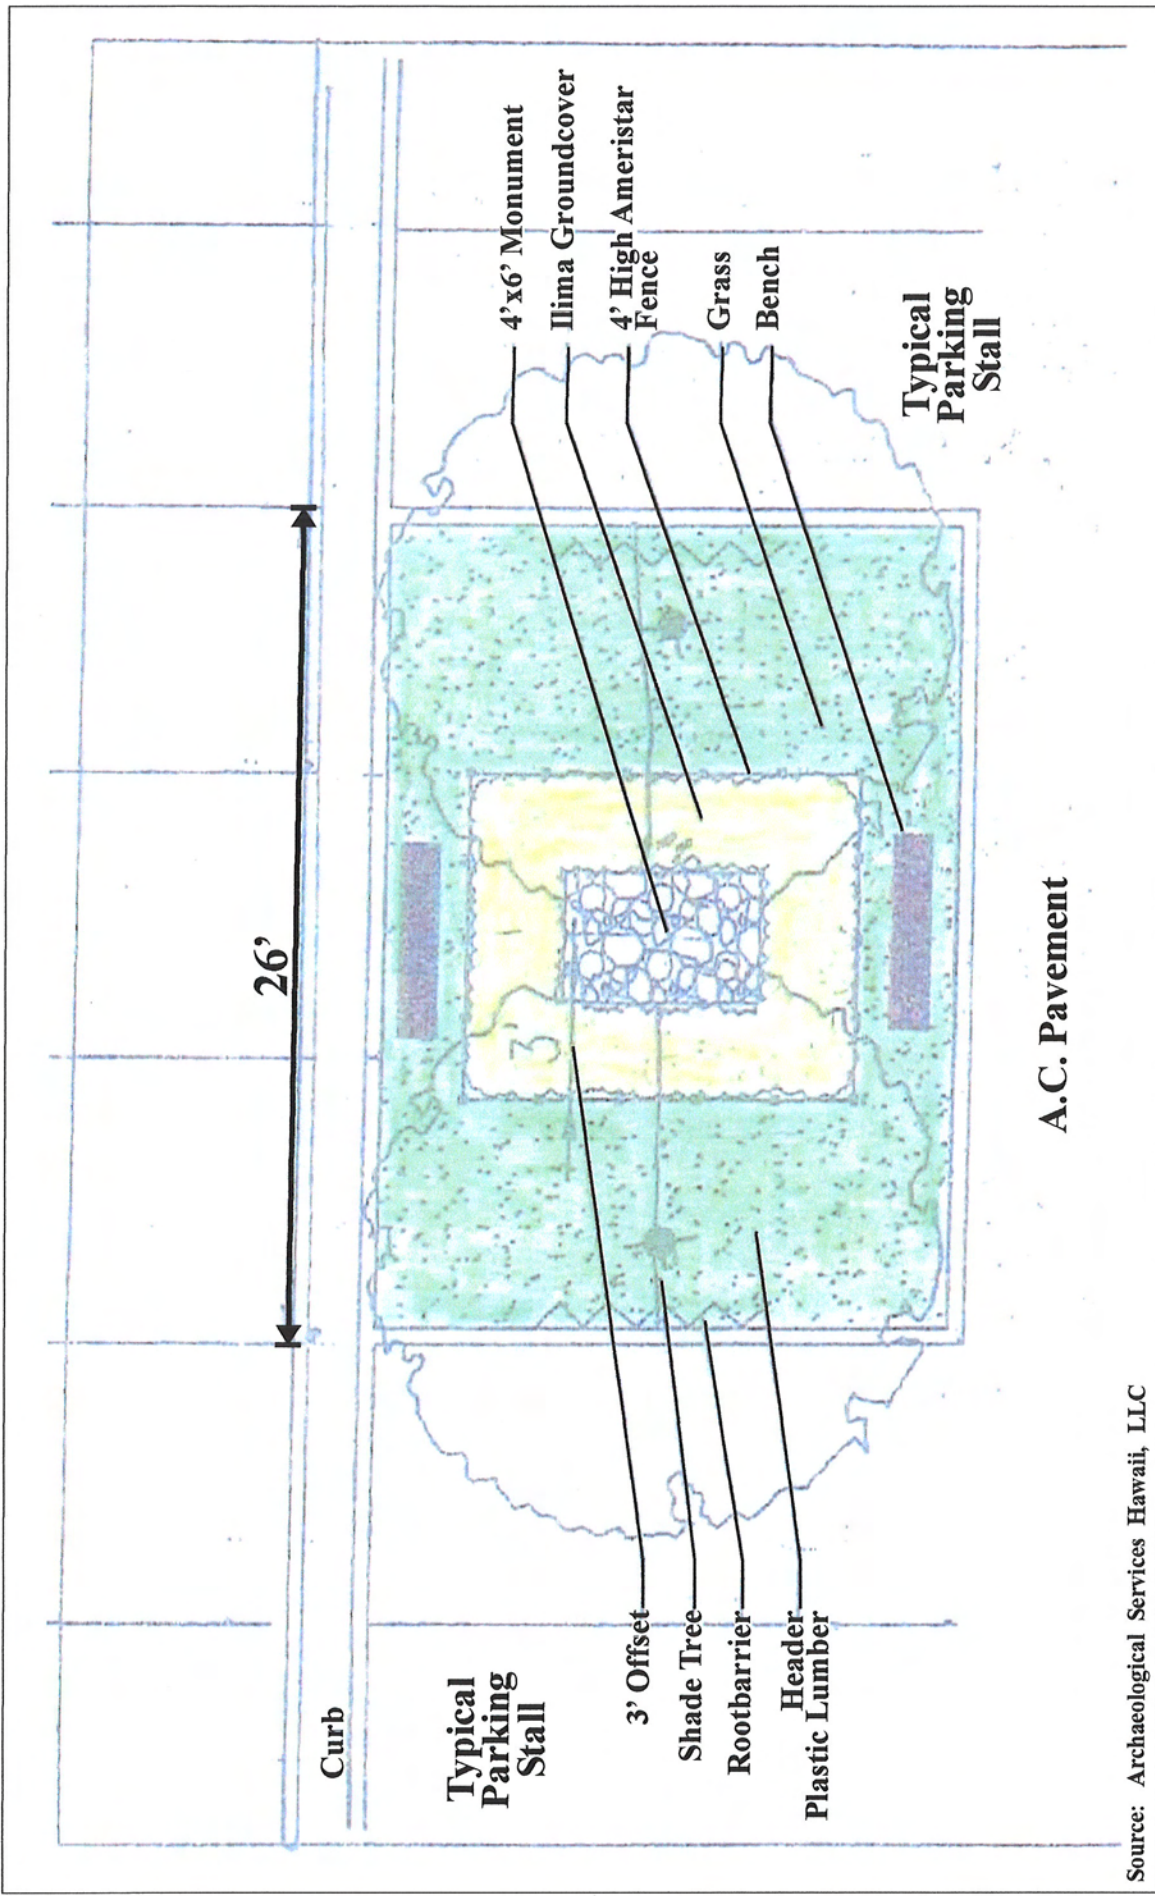 26’
Curb
Typical
Parking
Stall
3’ Offset
Shade Tree
Rootbarrier
Header
Plastic Lumber
3'
4’x6’ Monument
Ilima Groundcover
4’ High Ameristar
Fence
Grass
Bench
Typical
Parking
Stall
A.C. Pavement
Source: Archaeological Services Hawaii, LLC